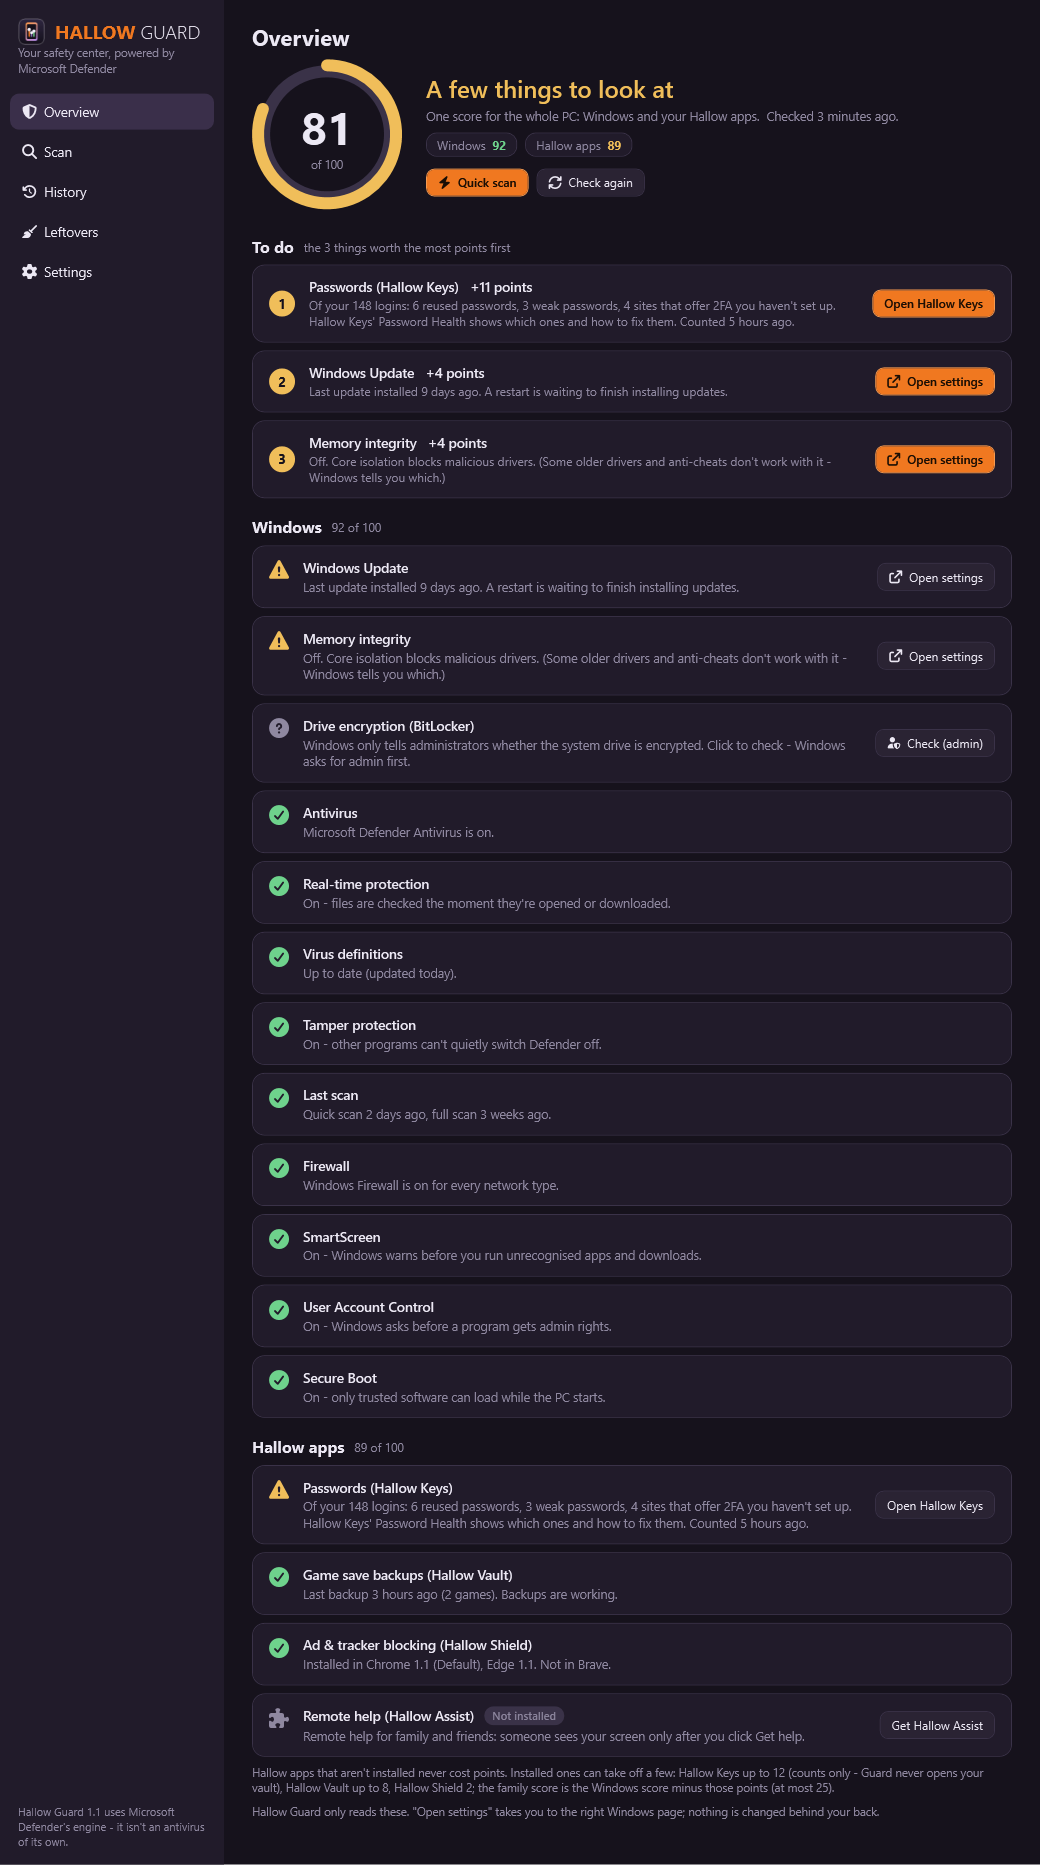 HALLOW GUARD
Your safety center, powered by
Microsoft Defender
Overview
Scan
History
Leftovers
Settings
Hallow Guard 1.1 uses Microsoft
Defender's engine - it isn't an antivirus
of its own.
Overview
81
of 100
A few things to look at
One score for the whole PC: Windows and your Hallow apps. Checked 3 minutes ago.
Windows 92 Hallow apps 89
Quick scan Check again
To do the 3 things worth the most points first
1
Passwords (Hallow Keys) +11 points
Of your 148 logins: 6 reused passwords, 3 weak passwords, 4 sites that offer 2FA you haven't set up.
Hallow Keys' Password Health shows which ones and how to fix them. Counted 5 hours ago.
Open Hallow Keys
2
Windows Update +4 points
Last update installed 9 days ago. A restart is waiting to finish installing updates.
Open settings
3
Memory integrity +4 points
Off. Core isolation blocks malicious drivers. (Some older drivers and anti-cheats don't work with it -
Windows tells you which.)
Open settings
Windows 92 of 100
Windows Update
Last update installed 9 days ago. A restart is waiting to finish installing updates.
Open settings
Memory integrity
Off. Core isolation blocks malicious drivers. (Some older drivers and anti-cheats don't work with it -
Windows tells you which.)
Open settings
Drive encryption (BitLocker)
Windows only tells administrators whether the system drive is encrypted. Click to check - Windows
asks for admin first.
Check (admin)
Antivirus
Microsoft Defender Antivirus is on.
Real-time protection
On - files are checked the moment they're opened or downloaded.
Virus definitions
Up to date (updated today).
Tamper protection
On - other programs can't quietly switch Defender off.
Last scan
Quick scan 2 days ago, full scan 3 weeks ago.
Firewall
Windows Firewall is on for every network type.
SmartScreen
On - Windows warns before you run unrecognised apps and downloads.
User Account Control
On - Windows asks before a program gets admin rights.
Secure Boot
On - only trusted software can load while the PC starts.
Hallow apps 89 of 100
Passwords (Hallow Keys)
Of your 148 logins: 6 reused passwords, 3 weak passwords, 4 sites that offer 2FA you haven't set up.
Hallow Keys' Password Health shows which ones and how to fix them. Counted 5 hours ago.
Open Hallow Keys
Game save backups (Hallow Vault)
Last backup 3 hours ago (2 games). Backups are working.
Ad & tracker blocking (Hallow Shield)
Installed in Chrome 1.1 (Default), Edge 1.1. Not in Brave.
Remote help (Hallow Assist) Not installed
Remote help for family and friends: someone sees your screen only after you click Get help.
Get Hallow Assist
Hallow apps that aren't installed never cost points. Installed ones can take off a few: Hallow Keys up to 12 (counts only - Guard never opens your
vault), Hallow Vault up to 8, Hallow Shield 2; the family score is the Windows score minus those points (at most 25).
Hallow Guard only reads these. "Open settings" takes you to the right Windows page; nothing is changed behind your back.